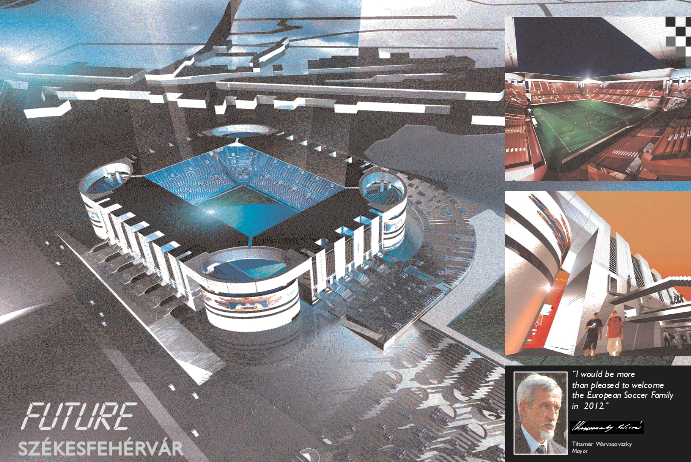 FUTURE
SZÉKESFEHÉRVÁR
"I would be more
than pleased to welcome
the European Soccer Family
in 2012."
Tihamér Warvasovszky
Mayor